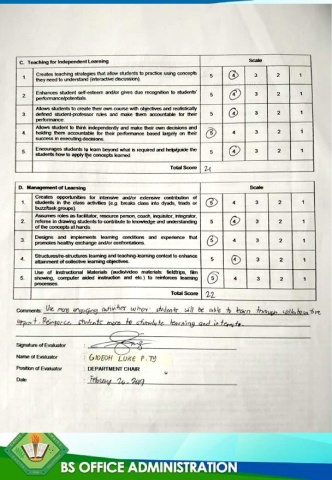 C. Teaching for Independent Learning Scale
1. Creates teaching strategies that allow students to practice using concepts they need to understand (interactive discussion) 5 4 3 2 1
2. Enhances student self-esteem and/or gives due recognition to students' performance/potentials. 5 4 3 2 1
3. Allows students to create their own course with objectives and realistically defined student-professor rules and make them accountable for their performance. 5 4 3 2 1
4. Allows student to think independently and make their own decisions and holding them accountable for their performance based largely on their success in executing decisions. 5 4 3 2 1
5. Encourages students to learn beyond what is required and help/guide the students how to apply the concepts learned 5 4 3 2 1
Total Score 21
D. Management of Learning Scale
1. Creates opportunities for intensive and/or extensive contribution of students in the class activities (e.g. breaks class into dyads, triads or buzz/task groups). 5 4 3 2 1
2. Assumes roles as facilitator, resource person, coach, inquisitor, integrator, referee in drawing students to contribute to knowledge and understanding of the concepts at hands. 5 4 3 2 1
3. Designs and implements learning conditions and experience that promotes healthy exchange and/or confrontations. 5 4 3 2 1
4. Structures/re-structures learning and teaching-learning context to enhance attainment of collective learning objectives. 5 4 3 2 1
5. Use of Instructional Materials (audio/video materials: fieldtrips, film showing, computer aided instruction and etc.) to reinforces learning processes. 5 4 3 2 1
Total Score 22
Comments: Use more engaging activities where students will be able to learn through collaborative
report. Reinforce students more to stimulate learning and interests.
Signature of Evaluator
Name of Evaluator GIDEON LUKE P. TY
Position of Evaluator DEPARTMENT CHAIR
Date February 26, 2019
BS OFFICE ADMINISTRATION